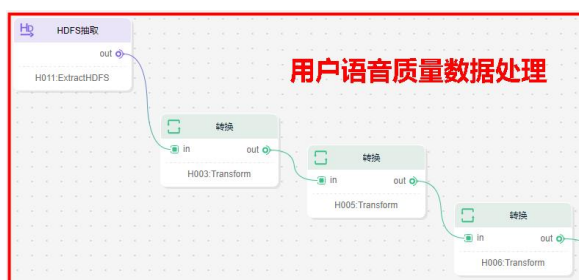 HDFS抽取
out
H011:ExtractHDFS
用户语音质量数据处理
转换
in out
H003:Transform
转换
in out
H005:Transform
转换
in out
H006:Transform